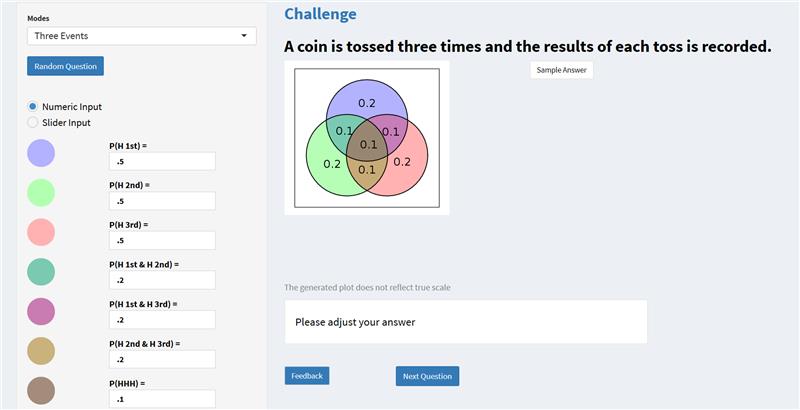 Modes
Three Events
Random Question
Numeric Input
Slider Input
P(H 1st) =
.5
P(H 2nd) =
.5
P(H 3rd) =
.5
P(H 1st & H 2nd) =
.2
P(H 1st & H 3rd) =
.2
P(H 2nd & H 3rd) =
.2
P(HHH) =
.1
Challenge
A coin is tossed three times and the results of each toss is recorded.
Sample Answer
0.2
0.1 0.1
0.1
0.2 0.1 0.2
The generated plot does not reflect true scale
Please adjust your answer
Feedback
Next Question